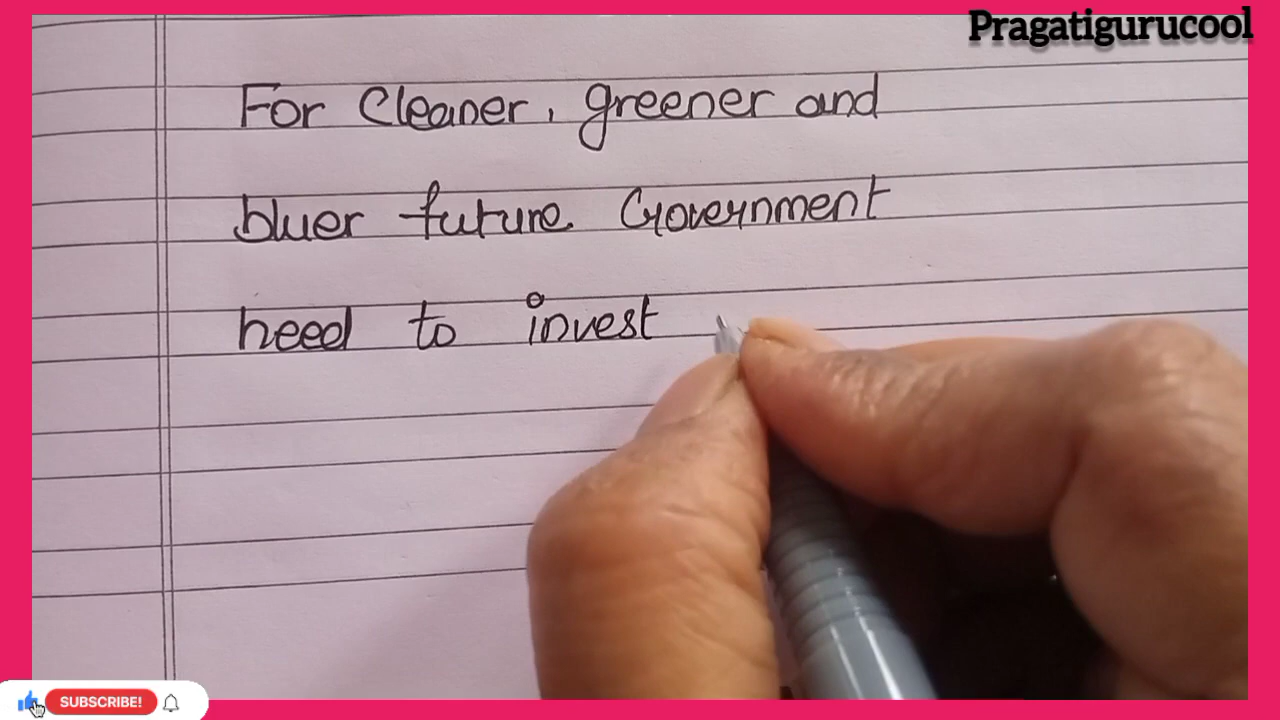 Pragatigurucool
For Cleaner, greener and
bluer future Government
need to invest
SUBSCRIBE!